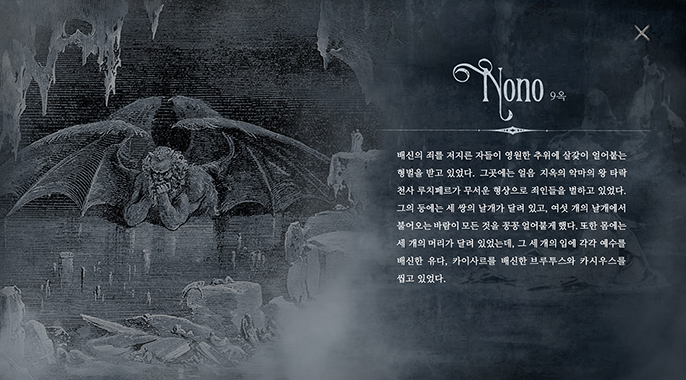 Nono 9옥
배신의 죄를 저지른 자들이 영원한 추위에 살갗이 얼어붙는
형벌을 받고 있었다. 그곳에는 얼음 지옥의 악마의 왕 타락
천사 루치페르가 무서운 형상으로 죄인들을 벌하고 있었다.
그의 등에는 세 쌍의 날개가 달려 있고, 여섯 개의 날개에서
불어오는 바람이 모든 것을 꽁꽁 얼어붙게 했다. 또한 몸에는
세 개의 머리가 달려 있었는데, 그 세 개의 입에 각각 예수를
배신한 유다, 카이사르를 배신한 브루투스와 카시우스를
씹고 있었다.